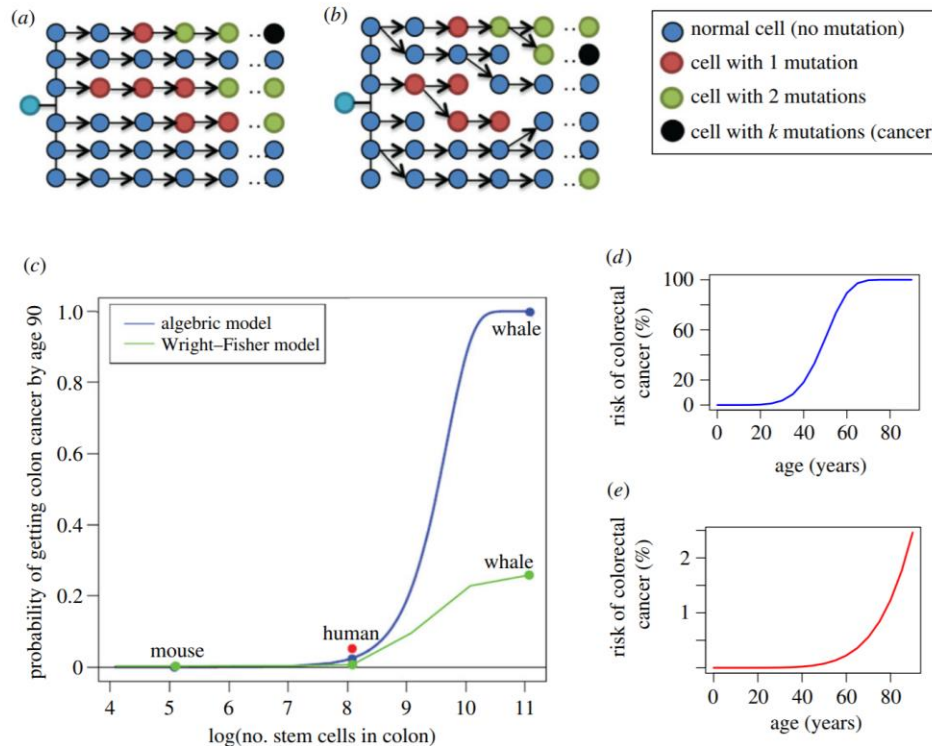 (a)
(b)
normal cell (no mutation)
cell with 1 mutation
cell with 2 mutations
cell with k mutations (cancer
(c)
probability of getting colon cancer by age 90
1.0
0.8
0.6
0.4
0.2
0
algebric model
Wright–Fisher model
whale
whale
human
mouse
4 5 6 7 8 9 10 11
log(no. stem cells in colon)
(d)
risk of colorectal
cancer (%)
100
60
20
0
0 20 40 60 80
age (years)
(e)
risk of colorectal
cancer (%)
2
1
0 20 40 60 80
age (years)